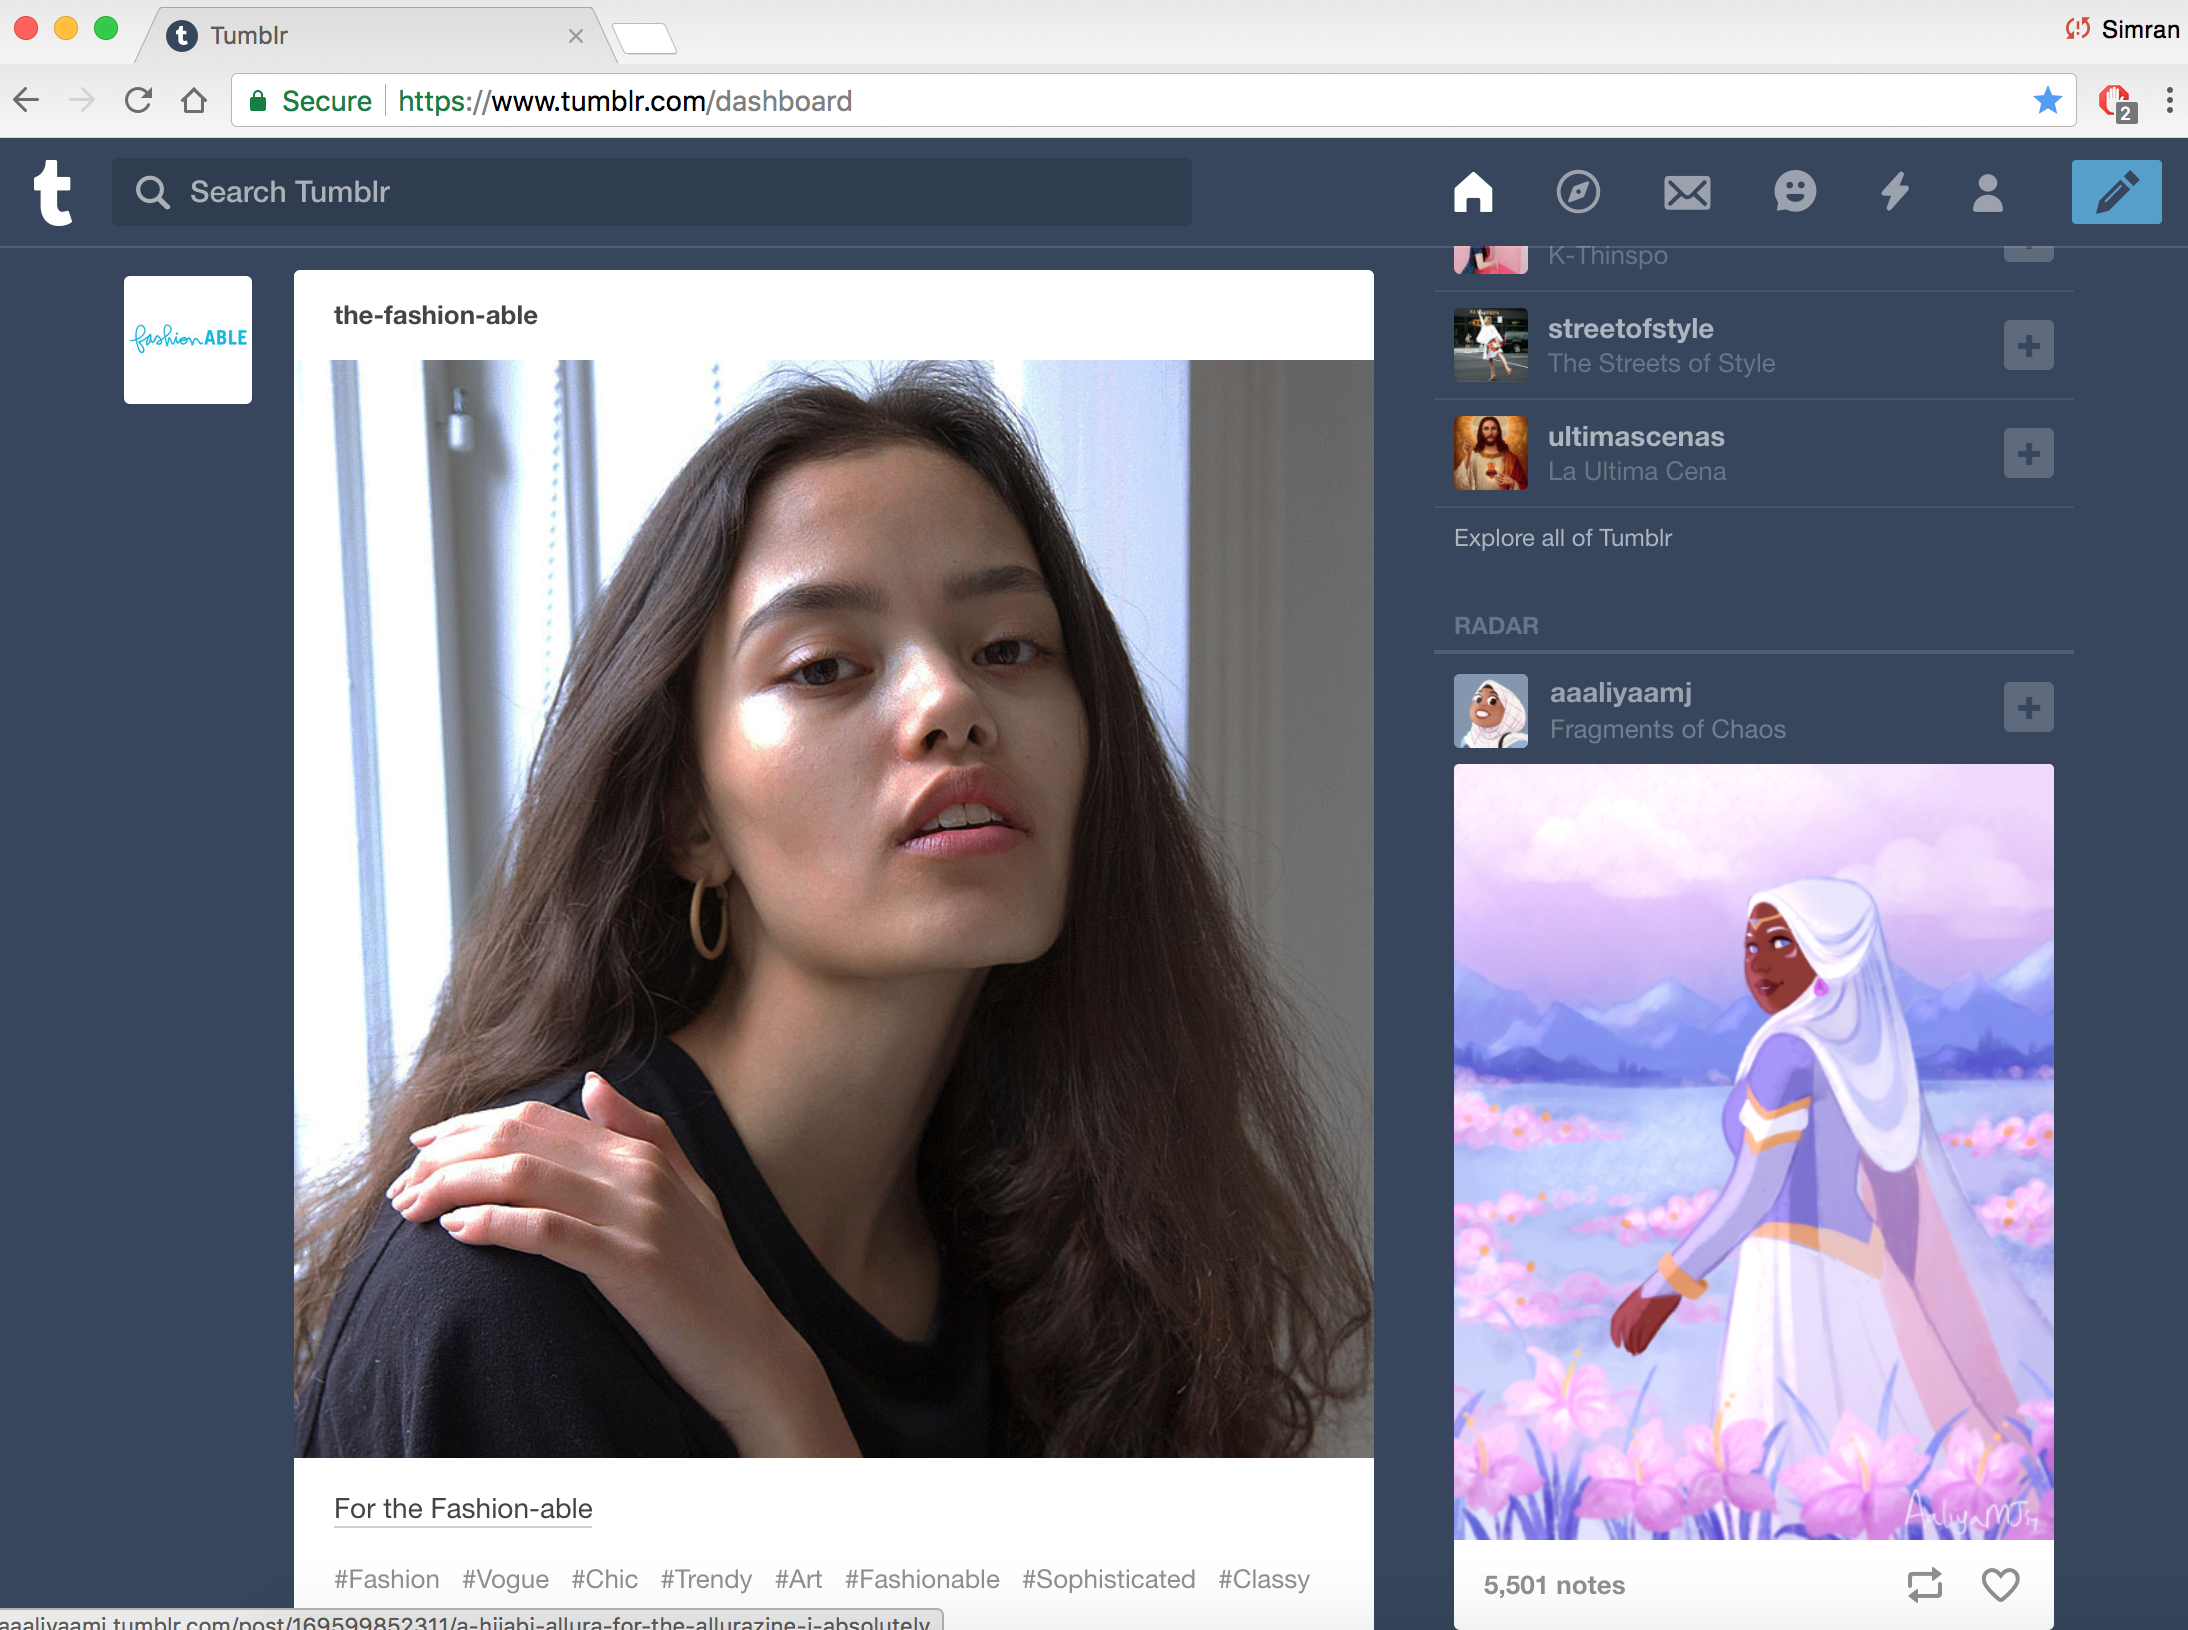 Tumblr
Simran
Secure https://www.tumblr.com/dashboard
2
t Search Tumblr
fashionABLE
the-fashion-able
K-Thinspo
streetofstyle
The Streets of Style
ultimascenas
La Ultima Cena
Explore all of Tumblr
RADAR
aaaliyaamj
Fragments of Chaos
AaliyaMJ
For the Fashion-able
#Fashion #Vogue #Chic #Trendy #Art #Fashionable #Sophisticated #Classy
5,501 notes
aaaliyaamj.tumblr.com/post/169599852311/a-hijabi-allura-for-the-allurazine-i-absolutely